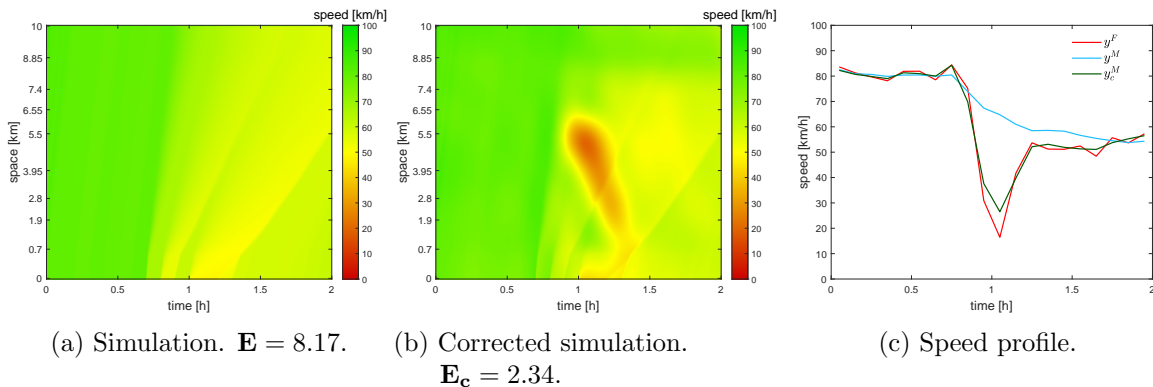 speed [km/h]
10
8.85
7.4
6.55
5.5
3.95
2.8
1.9
0.7
0
space [km]
0 0.5 1 1.5 2
time [h]
100
90
80
70
60
50
40
30
20
10
0
(a) Simulation. E = 8.17.
speed [km/h]
10
8.85
7.4
6.55
5.5
3.95
2.8
1.9
0.7
0
space [km]
0 0.5 1 1.5 2
time [h]
100
90
80
70
60
50
40
30
20
10
0
(b) Corrected simulation.
E_c = 2.34.
100
90
80
70
60
50
40
30
20
10
0
speed [km/h]
0 0.5 1 1.5 2
time [h]
y^F
y^M
y_c^M
(c) Speed profile.